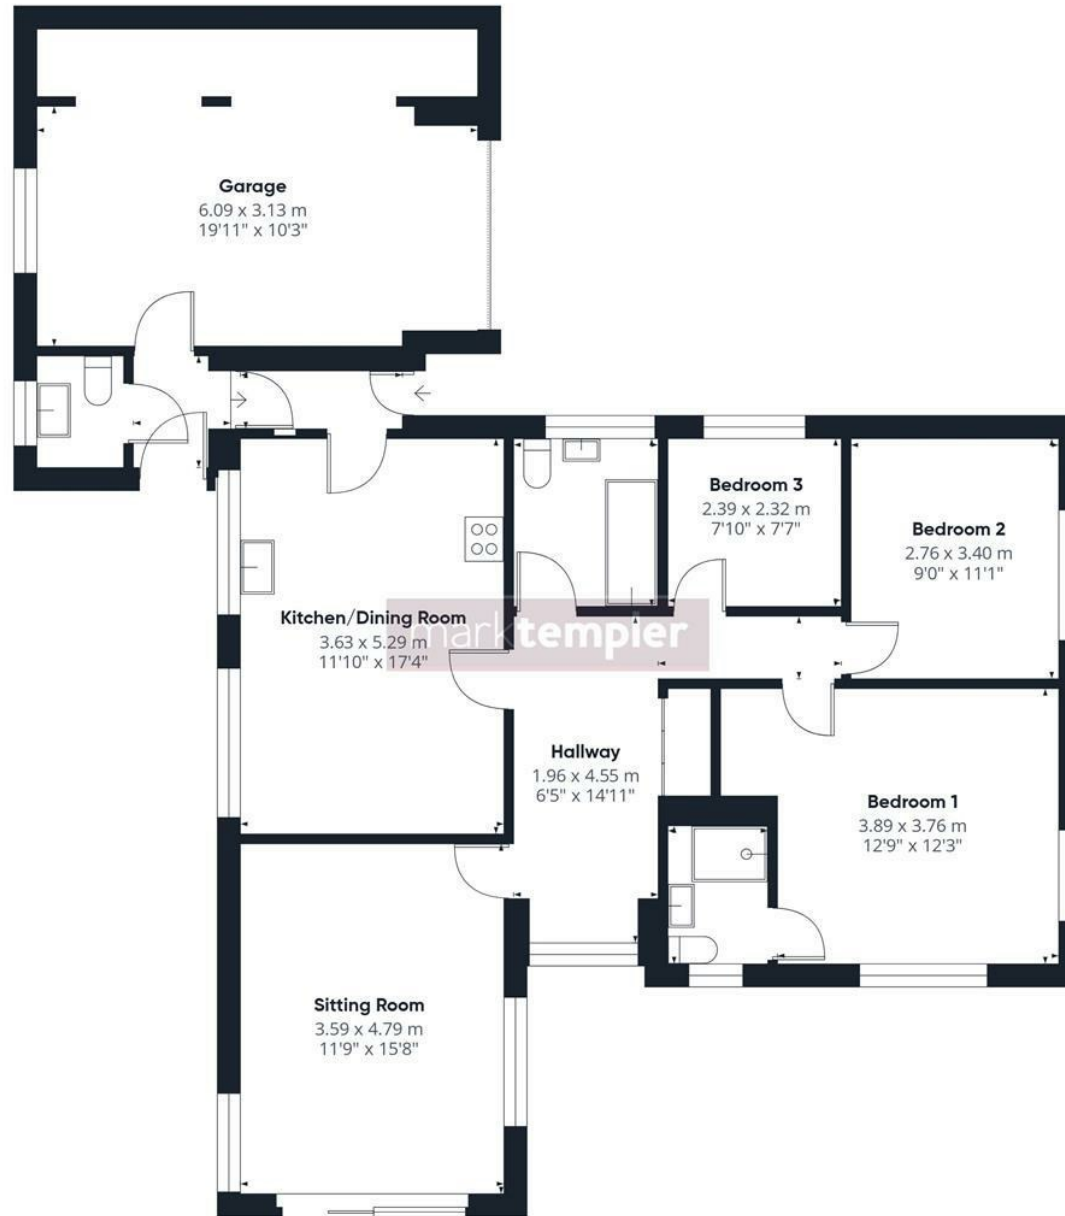 Garage
6.09 x 3.13 m
19'11" x 10'3"
Bedroom 3
2.39 x 2.32 m
7'10" x 7'7"
Bedroom 2
2.76 x 3.40 m
9'0" x 11'1"
Kitchen/Dining Room
3.63 x 5.29 m
11'10" x 17'4"
marktempler
Hallway
1.96 x 4.55 m
6'5" x 14'11"
Bedroom 1
3.89 x 3.76 m
12'9" x 12'3"
Sitting Room
3.59 x 4.79 m
11'9" x 15'8"